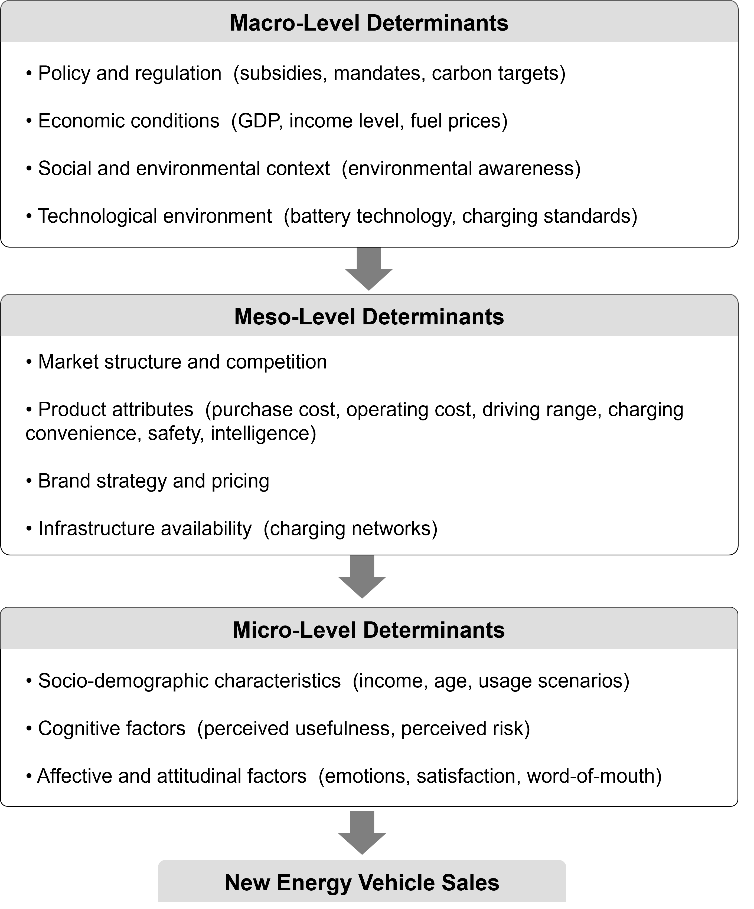 Macro-Level Determinants
• Policy and regulation (subsidies, mandates, carbon targets)
• Economic conditions (GDP, income level, fuel prices)
• Social and environmental context (environmental awareness)
• Technological environment (battery technology, charging standards)
Meso-Level Determinants
• Market structure and competition
• Product attributes (purchase cost, operating cost, driving range, charging
convenience, safety, intelligence)
• Brand strategy and pricing
• Infrastructure availability (charging networks)
Micro-Level Determinants
• Socio-demographic characteristics (income, age, usage scenarios)
• Cognitive factors (perceived usefulness, perceived risk)
• Affective and attitudinal factors (emotions, satisfaction, word-of-mouth)
New Energy Vehicle Sales